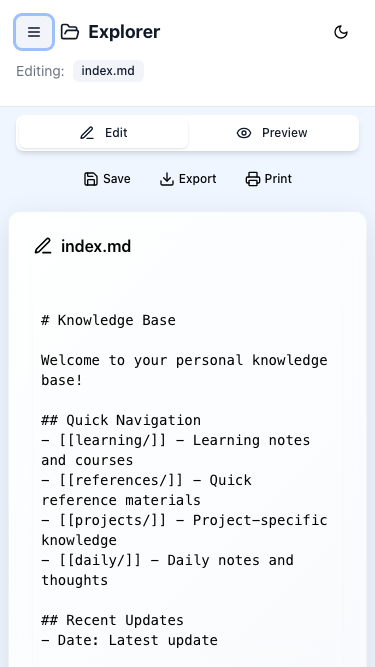 Explorer
Editing: index.md
Edit Preview
Save Export Print
index.md
# Knowledge Base
Welcome to your personal knowledge
base!
## Quick Navigation
- [[learning/]] - Learning notes
and courses
- [[references/]] - Quick
reference materials
- [[projects/]] - Project-specific
knowledge
- [[daily/]] - Daily notes and
thoughts
## Recent Updates
- Date: Latest update